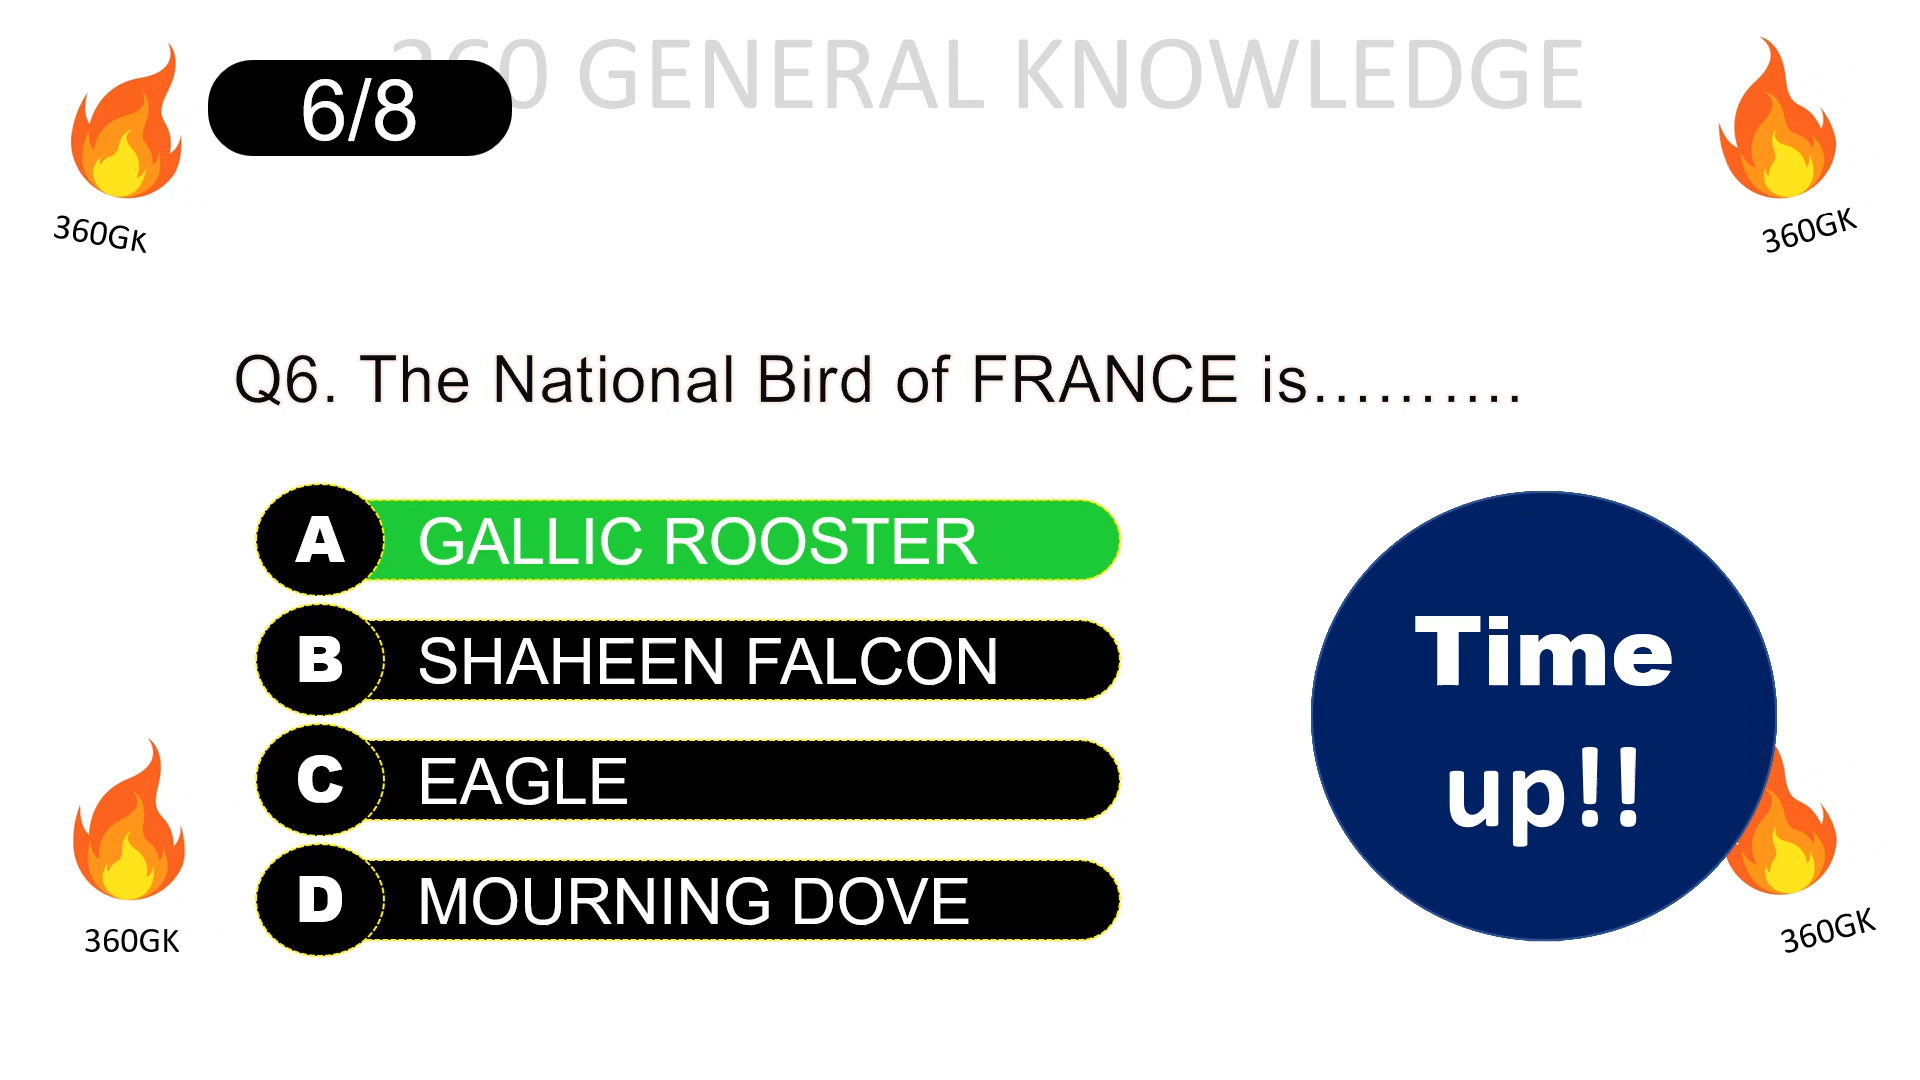 360 GENERAL KNOWLEDGE
6/8
360GK
360GK
Q6. The National Bird of FRANCE is……….
A GALLIC ROOSTER
B SHAHEEN FALCON
C EAGLE
D MOURNING DOVE
Time
up!!
360GK
360GK